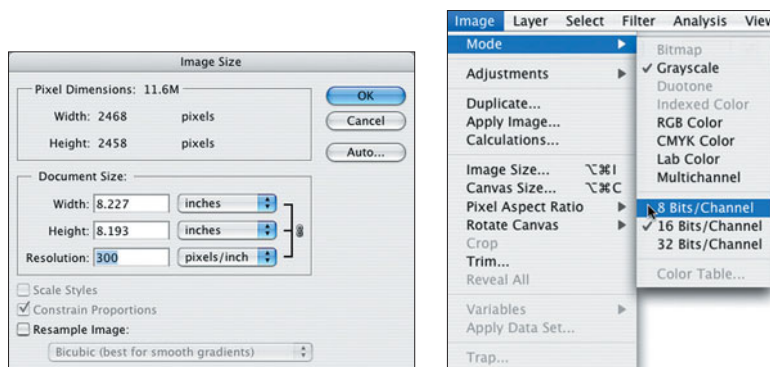 Image Size
Pixel Dimensions: 11.6M
Width: 2468 pixels
Height: 2458 pixels
Document Size:
Width: 8.227 inches
Height: 8.193 inches
Resolution: 300 pixels/inch
Scale Styles
Constrain Proportions
Resample Image:
Bicubic (best for smooth gradients)
OK
Cancel
Auto...
Image Layer Select Filter Analysis View
Mode
Adjustments
Duplicate...
Apply Image...
Calculations...
Image Size... ⌥⌘I
Canvas Size... ⌥⌘C
Pixel Aspect Ratio
Rotate Canvas
Crop
Trim...
Reveal All
Variables
Apply Data Set...
Trap...
Bitmap
Grayscale
Duotone
Indexed Color
RGB Color
CMYK Color
Lab Color
Multichannel
8 Bits/Channel
16 Bits/Channel
32 Bits/Channel
Color Table...